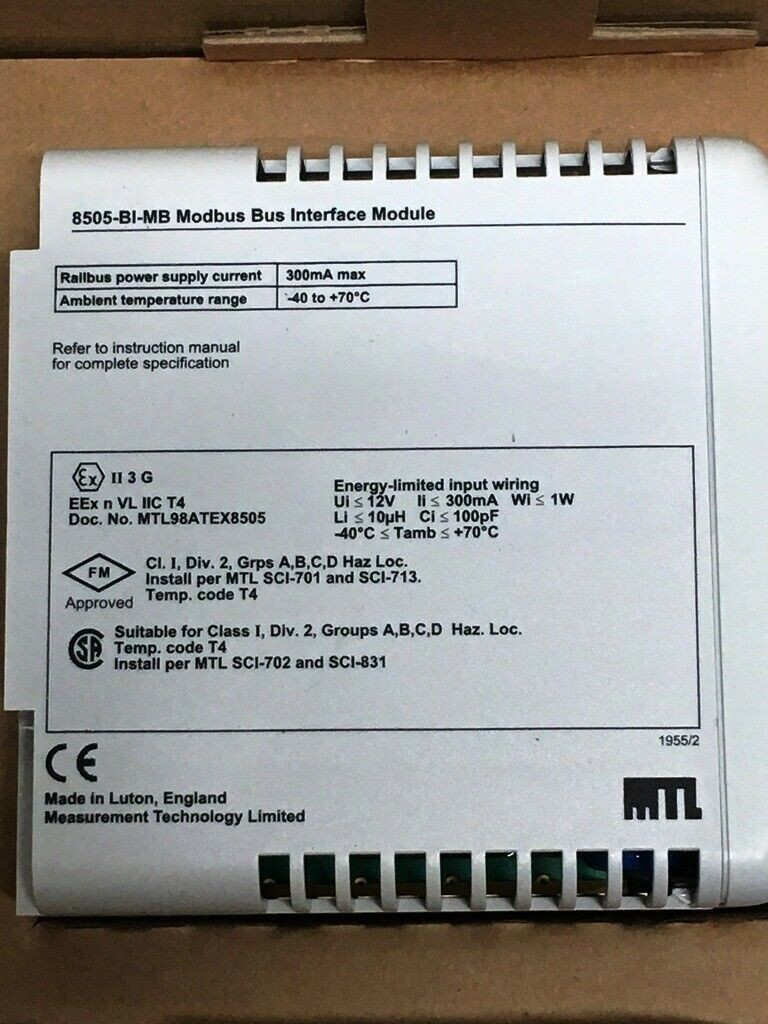 8505-BI-MB Modbus Bus Interface Module
Railbus power supply current 300mA max
Ambient temperature range -40 to +70°C
Refer to instruction manual
for complete specification
Ex II 3 G
EEx n VL IIC T4
Doc. No. MTL98ATEX8505
Energy-limited input wiring
Ui ≤ 12V Ii ≤ 300mA Wi ≤ 1W
Li ≤ 10µH Ci ≤ 100pF
-40°C ≤ Tamb ≤ +70°C
FM
Approved
Cl. I, Div. 2, Grps A,B,C,D Haz Loc.
Install per MTL SCI-701 and SCI-713.
Temp. code T4
SA
Suitable for Class I, Div. 2, Groups A,B,C,D Haz. Loc.
Temp. code T4
Install per MTL SCI-702 and SCI-831
1955/2
CE
Made in Luton, England
Measurement Technology Limited
MTL